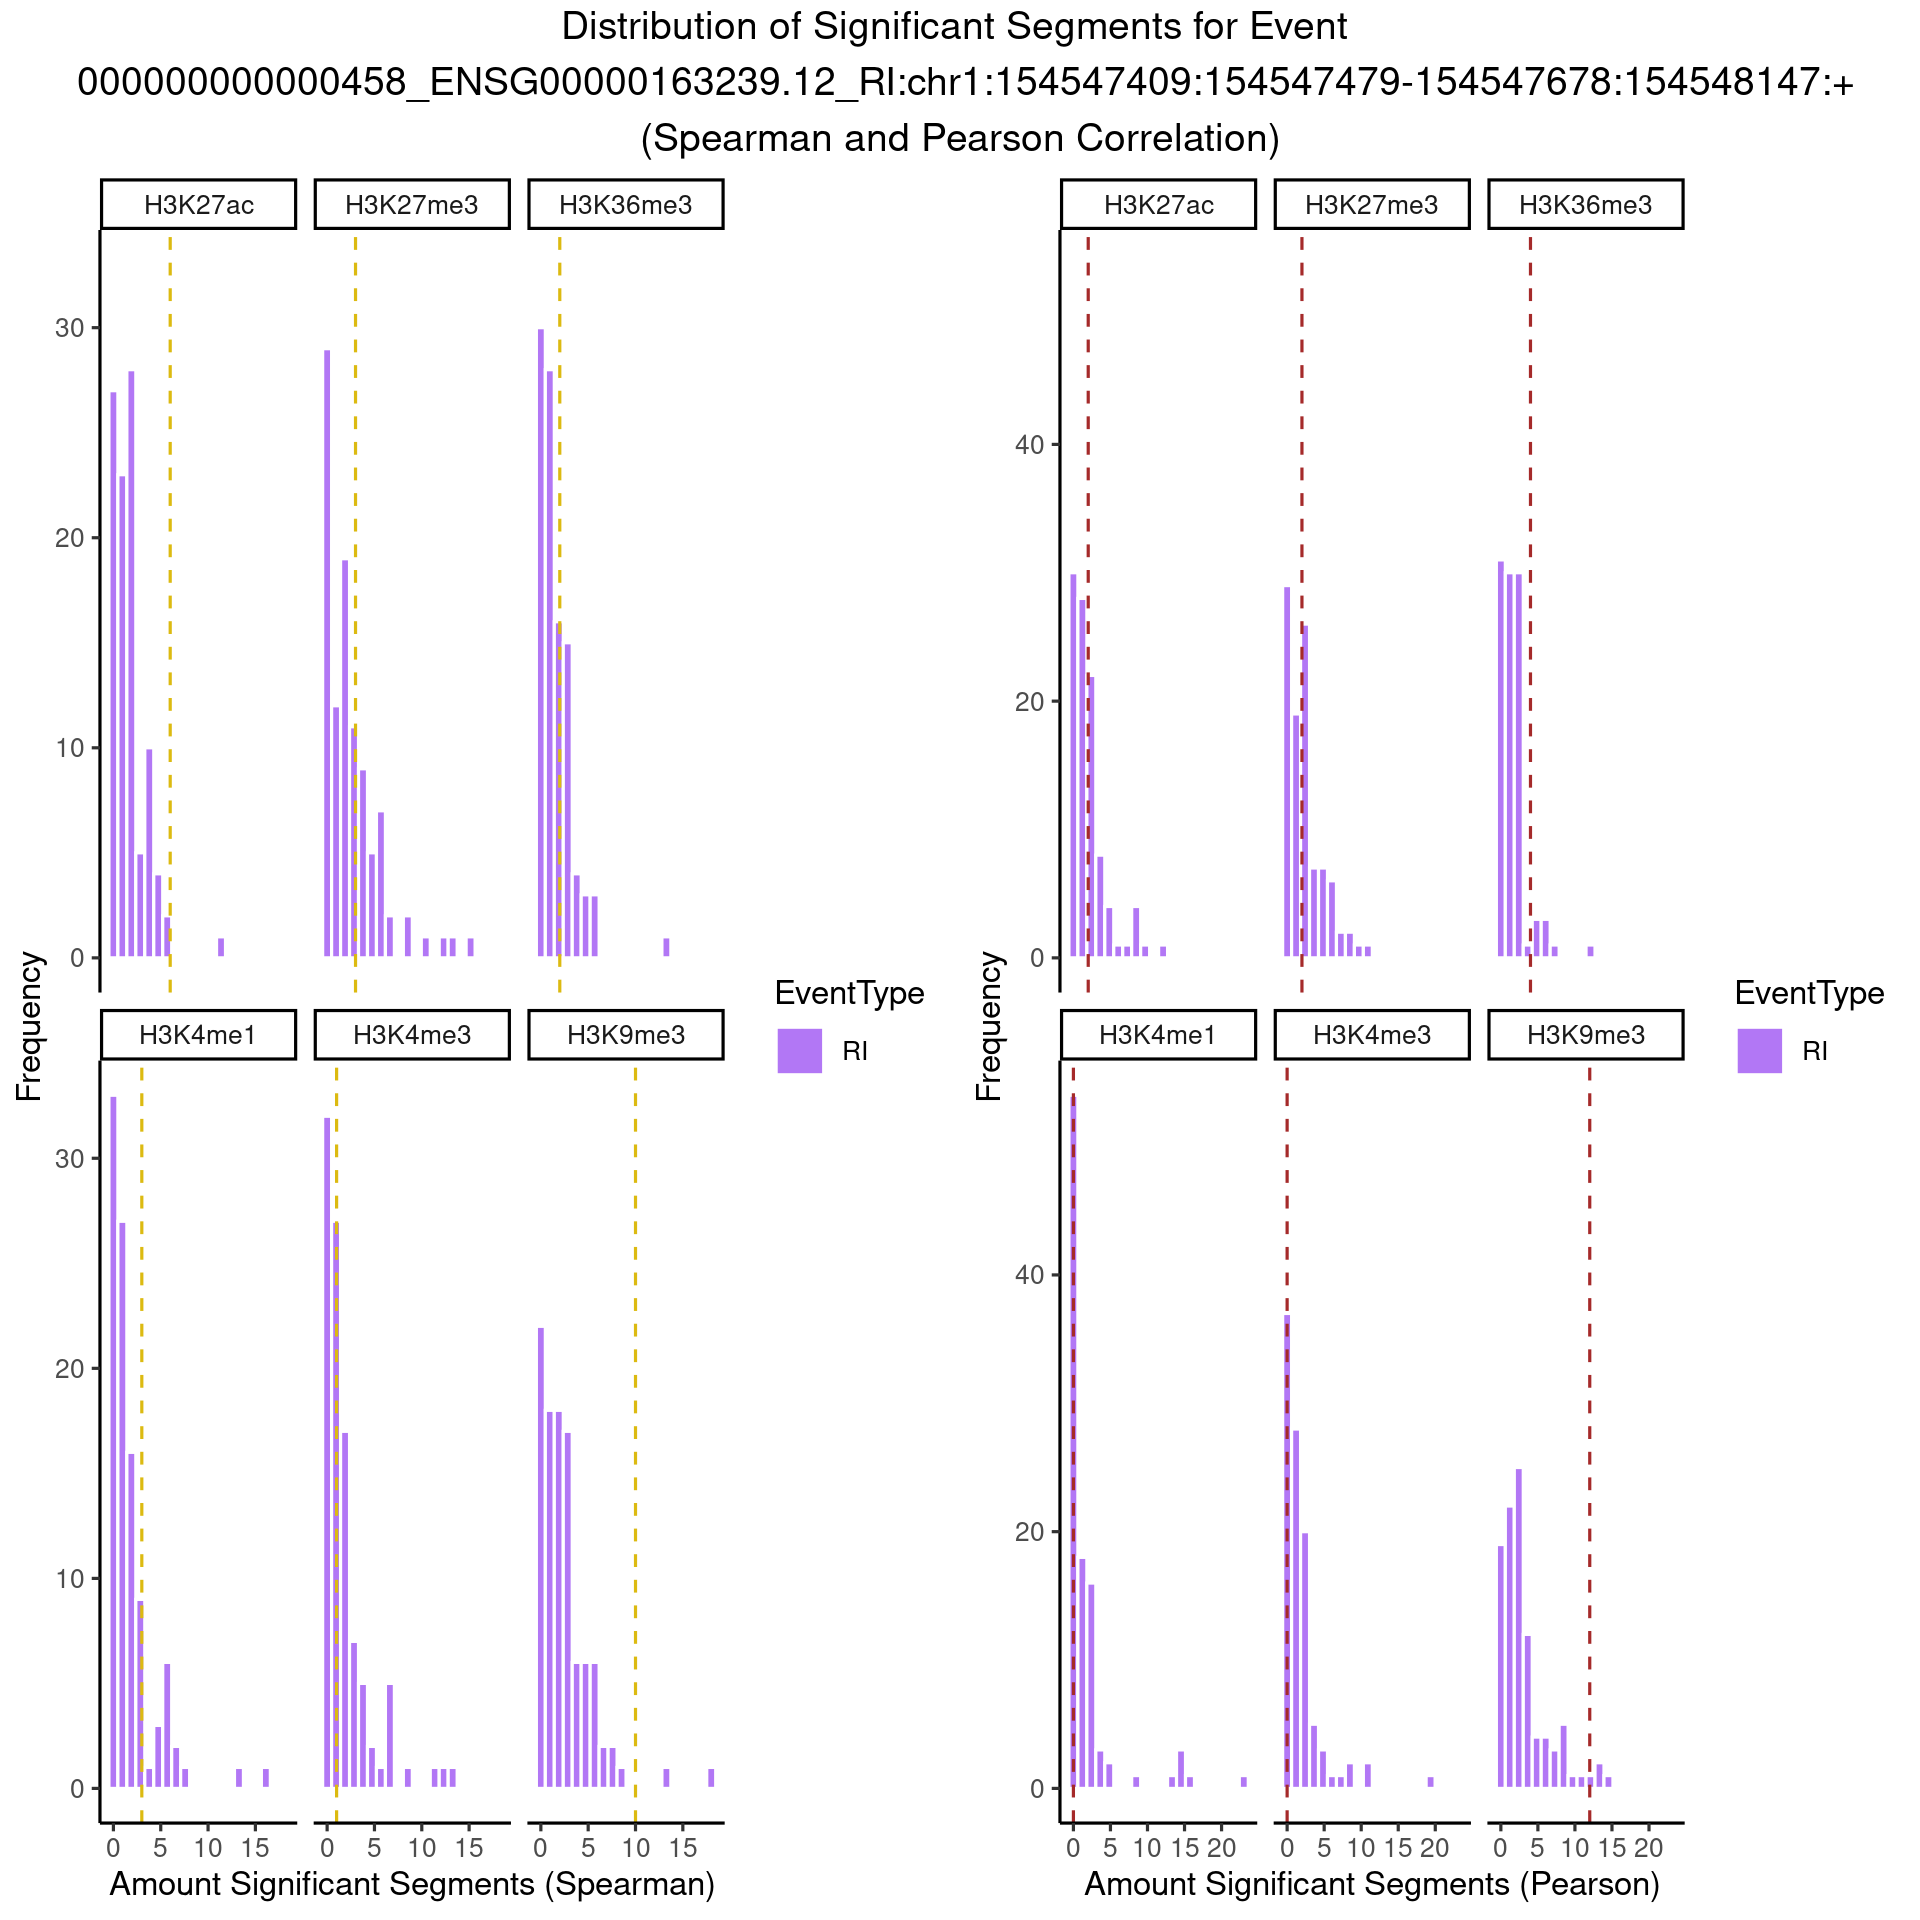 Distribution of Significant Segments for Event
000000000000458_ENSG00000163239.12_RI:chr1:154547409:154547479-154547678:154548147:+
(Spearman and Pearson Correlation)
H3K27ac H3K27me3 H3K36me3
30
20
10
0
H3K4me1 H3K4me3 H3K9me3
30
20
10
0
0 5 10 15 0 5 10 15 0 5 10 15
Amount Significant Segments (Spearman)
Frequency
EventType
RI
H3K27ac H3K27me3 H3K36me3
40
20
0
H3K4me1 H3K4me3 H3K9me3
40
20
0
0 5 10 15 20 0 5 10 15 20 0 5 10 15 20
Amount Significant Segments (Pearson)
Frequency
EventType
RI